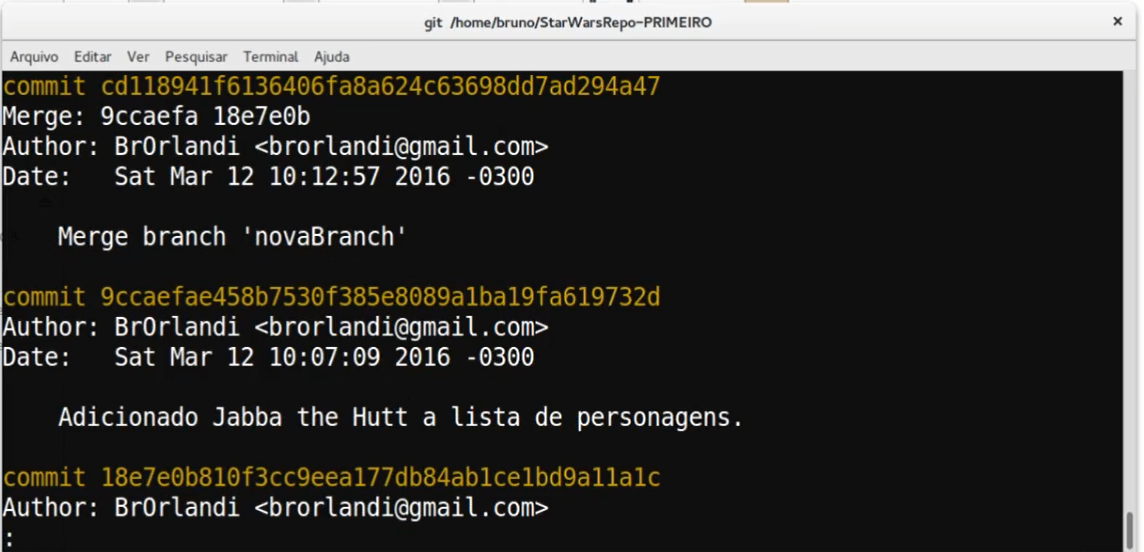 git /home/bruno/StarWarsRepo-PRIMEIRO ×
Arquivo Editar Ver Pesquisar Terminal Ajuda
commit cd118941f6136406fa8a624c63698dd7ad294a47
Merge: 9ccaefa 18e7e0b
Author: BrOrlandi <brorlandi@gmail.com>
Date:   Sat Mar 12 10:12:57 2016 -0300
    Merge branch 'novaBranch'
commit 9ccaefae458b7530f385e8089a1ba19fa619732d
Author: BrOrlandi <brorlandi@gmail.com>
Date:   Sat Mar 12 10:07:09 2016 -0300
    Adicionado Jabba the Hutt a lista de personagens.
commit 18e7e0b810f3cc9eea177db84ab1ce1bd9a11a1c
Author: BrOrlandi <brorlandi@gmail.com>
: